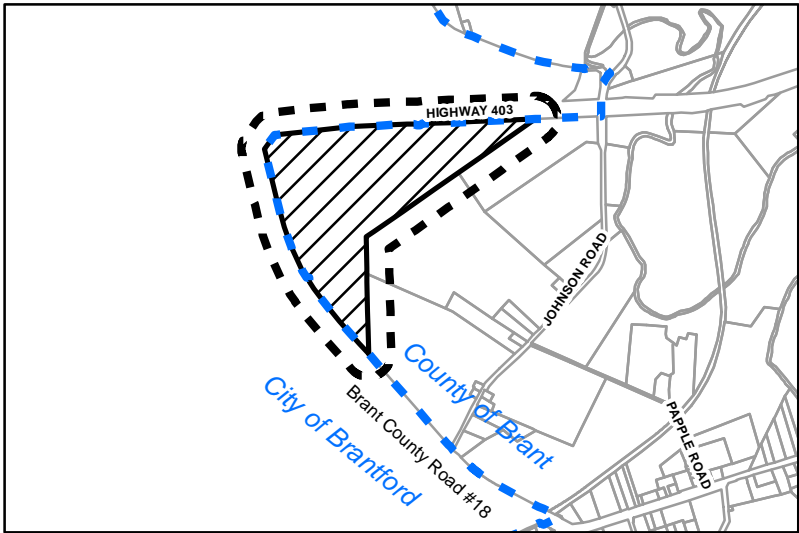 HIGHWAY 403
JOHNSON ROAD
County of Brant
City of Brantford
Brant County Road #18
PAPPLE ROAD